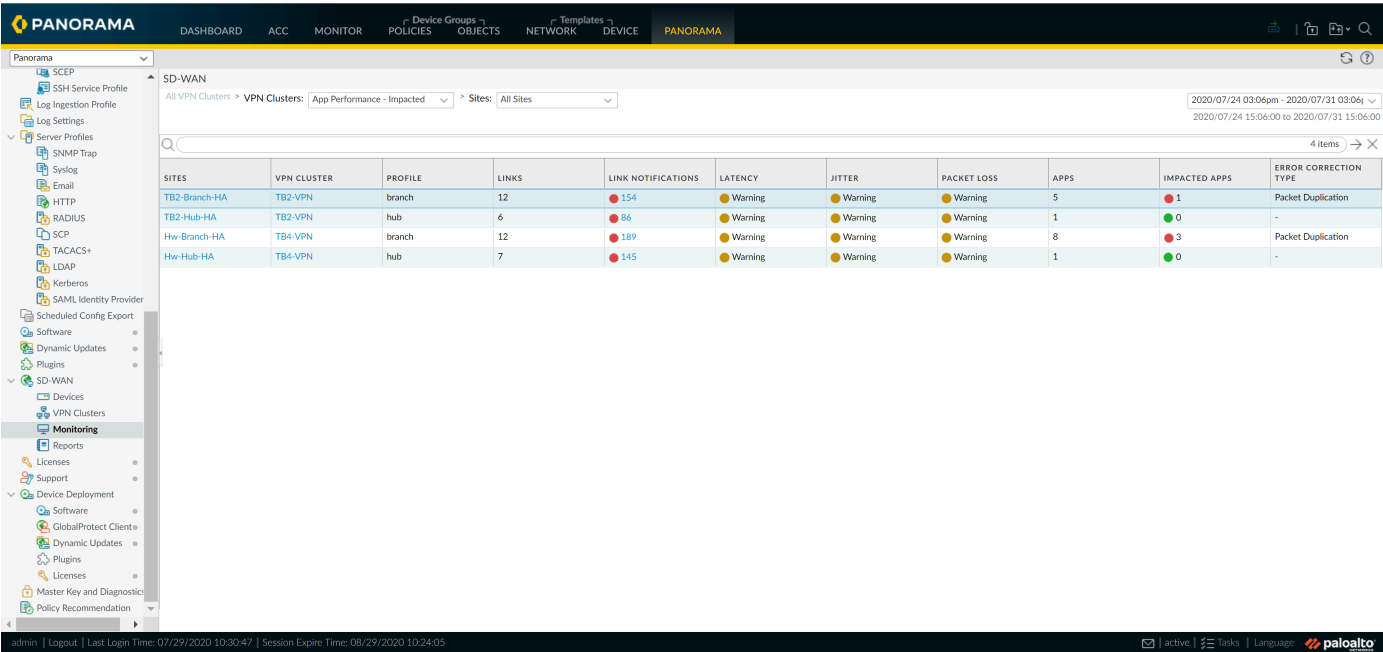 PANORAMA
Device Groups
Templates
DASHBOARD ACC MONITOR POLICIES OBJECTS NETWORK DEVICE PANORAMA
Panorama
SCEP
SSH Service Profile
Log Ingestion Profile
Log Settings
Server Profiles
SNMP Trap
Syslog
Email
HTTP
RADIUS
SCP
TACACS+
LDAP
Kerberos
SAML Identity Provider
Scheduled Config Export
Software
Dynamic Updates
Plugins
SD-WAN
Devices
VPN Clusters
Monitoring
Reports
Licenses
Support
Device Deployment
Software
GlobalProtect Client
Dynamic Updates
Plugins
Licenses
Master Key and Diagnostics
Policy Recommendation
SD-WAN
All VPN Clusters > VPN Clusters: App Performance - Impacted > Sites: All Sites
2020/07/24 03:06pm - 2020/07/31 03:06p
2020/07/24 15:06:00 to 2020/07/31 15:06:00
4 items
SITES VPN CLUSTER PROFILE LINKS LINK NOTIFICATIONS LATENCY JITTER PACKET LOSS APPS IMPACTED APPS ERROR CORRECTION TYPE
TB2-Branch-HA TB2-VPN branch 12 154 Warning Warning Warning 5 1 Packet Duplication
TB2-Hub-HA TB2-VPN hub 6 86 Warning Warning Warning 1 0 -
Hw-Branch-HA TB4-VPN branch 12 189 Warning Warning Warning 8 3 Packet Duplication
Hw-Hub-HA TB4-VPN hub 7 145 Warning Warning Warning 1 0 -
admin | Logout | Last Login Time: 07/29/2020 10:30:47 | Session Expire Time: 08/29/2020 10:24:05
active | Tasks | Language
paloalto
NETWORKS